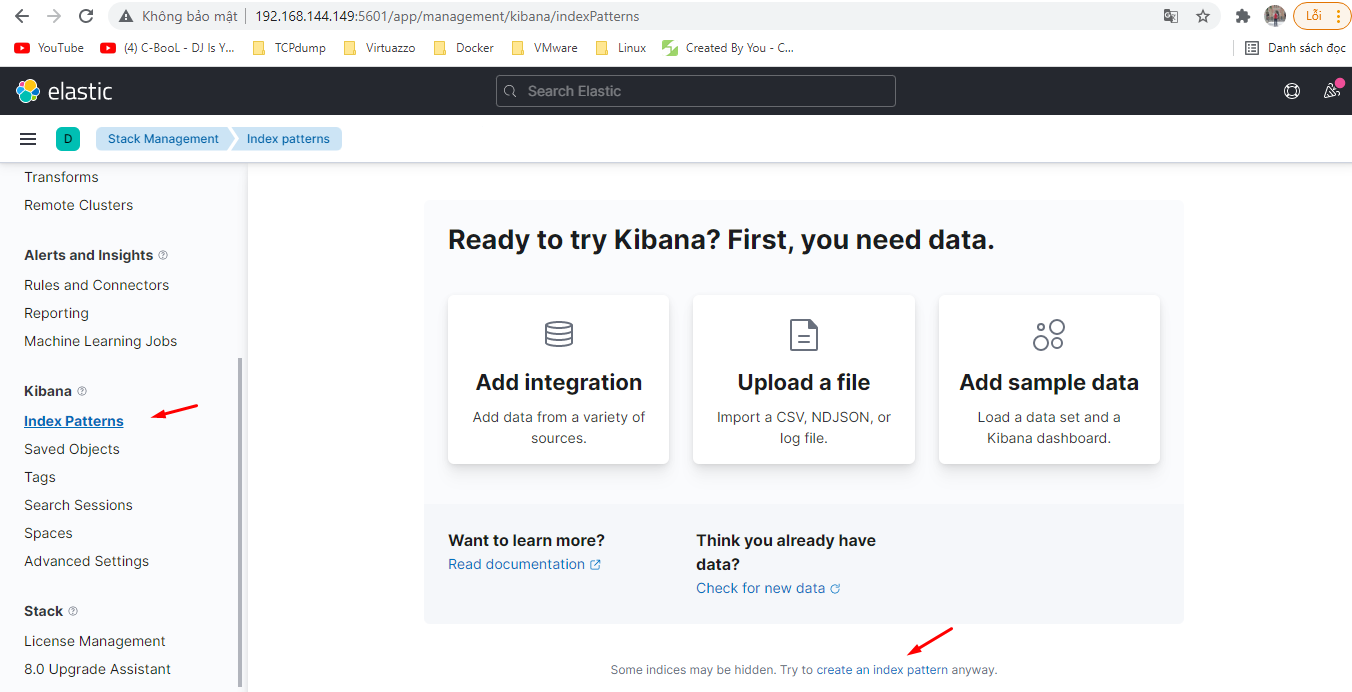 Không bảo mật
192.168.144.149:5601/app/management/kibana/indexPatterns
Lỗi
YouTube
(4) C-BooL - DJ Is Y...
TCPdump
Virtuazzo
Docker
VMware
Linux
Created By You - C...
Danh sách đọc
elastic
Search Elastic
D
Stack Management
Index patterns
Transforms
Remote Clusters
Alerts and Insights
Rules and Connectors
Reporting
Machine Learning Jobs
Kibana
Index Patterns
Saved Objects
Tags
Search Sessions
Spaces
Advanced Settings
Stack
License Management
8.0 Upgrade Assistant
Ready to try Kibana? First, you need data.
Add integration
Add data from a variety of
sources.
Upload a file
Import a CSV, NDJSON, or
log file.
Add sample data
Load a data set and a
Kibana dashboard.
Want to learn more?
Read documentation
Think you already have
data?
Check for new data
Some indices may be hidden. Try to create an index pattern anyway.